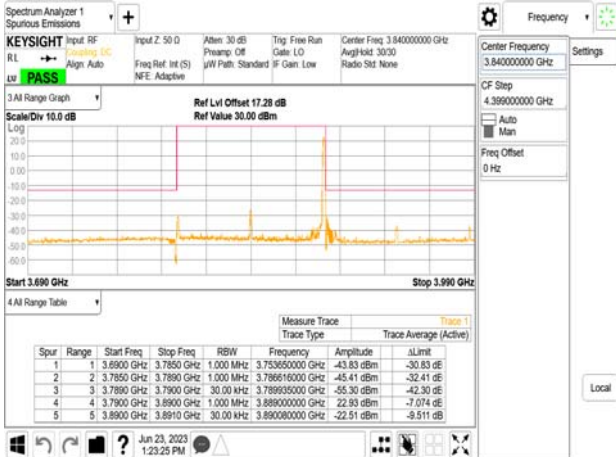 Spectrum Analyzer 1
Spurious Emissions
Frequency
KEYSIGHT Input: RF Input Z: 50 Ω Atten: 30 dB Trig: Free Run Center Freq: 3.840000000 GHz
RL Coupling: DC Preamp: Off Gate: LO Avg|Hold: 30/30
Align: Auto Freq Ref: Int (S) µW Path: Standard IF Gain: Low Radio Std: None
LV PASS NFE: Adaptive
Center Frequency
3.840000000 GHz
Settings
CF Step
4.399000000 GHz
Auto
Man
Freq Offset
0 Hz
3 All Range Graph
Ref Lvl Offset 17.28 dB
Scale/Div 10.0 dB Ref Value 30.00 dBm
Log
20.0
10.0
0.00
-10.0
-20.0
-30.0
-40.0
-50.0
-60.0
Start 3.690 GHz Stop 3.990 GHz
4 All Range Table
Measure Trace Trace 1
Trace Type Trace Average (Active)
Spur Range Start Freq Stop Freq RBW Frequency Amplitude ΔLimit
1 1 3.6900 GHz 3.7850 GHz 1.000 MHz 3.753650000 GHz -43.83 dBm -30.83 dB
2 2 3.7850 GHz 3.7890 GHz 1.000 MHz 3.786616000 GHz -45.41 dBm -32.41 dB
3 3 3.7890 GHz 3.7900 GHz 30.00 kHz 3.789935000 GHz -55.30 dBm -42.30 dB
4 4 3.7900 GHz 3.8900 GHz 1.000 MHz 3.889000000 GHz 22.93 dBm -7.074 dB
5 5 3.8900 GHz 3.8910 GHz 30.00 kHz 3.890080000 GHz -22.51 dBm -9.511 dB
Local
Jun 23, 2023
1:23:25 PM